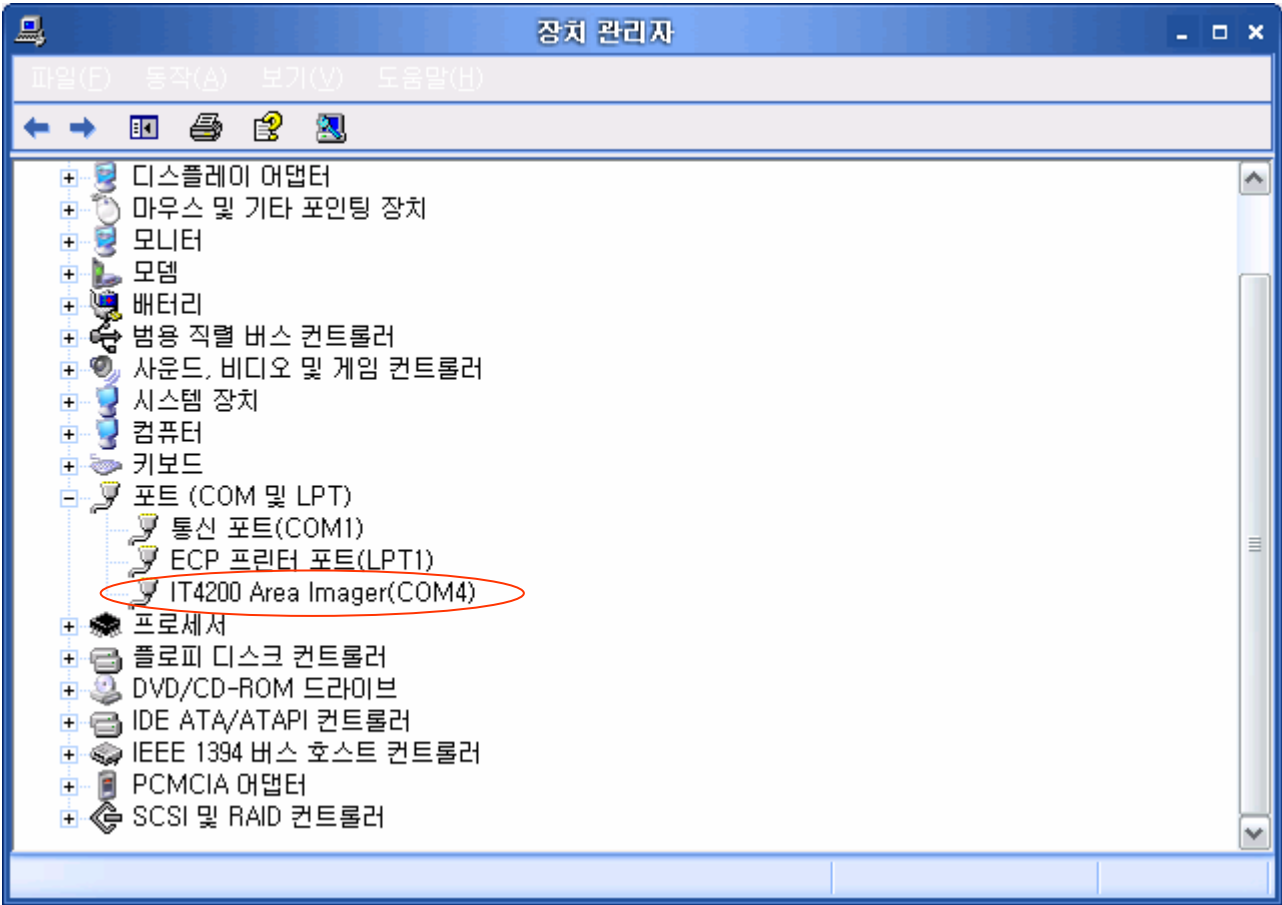 장치 관리자
파일(F) 동작(A) 보기(V) 도움말(H)
디스플레이 어댑터
마우스 및 기타 포인팅 장치
모니터
모뎀
배터리
범용 직렬 버스 컨트롤러
사운드, 비디오 및 게임 컨트롤러
시스템 장치
컴퓨터
키보드
포트 (COM 및 LPT)
통신 포트(COM1)
ECP 프린터 포트(LPT1)
IT4200 Area Imager(COM4)
프로세서
플로피 디스크 컨트롤러
DVD/CD-ROM 드라이브
IDE ATA/ATAPI 컨트롤러
IEEE 1394 버스 호스트 컨트롤러
PCMCIA 어댑터
SCSI 및 RAID 컨트롤러